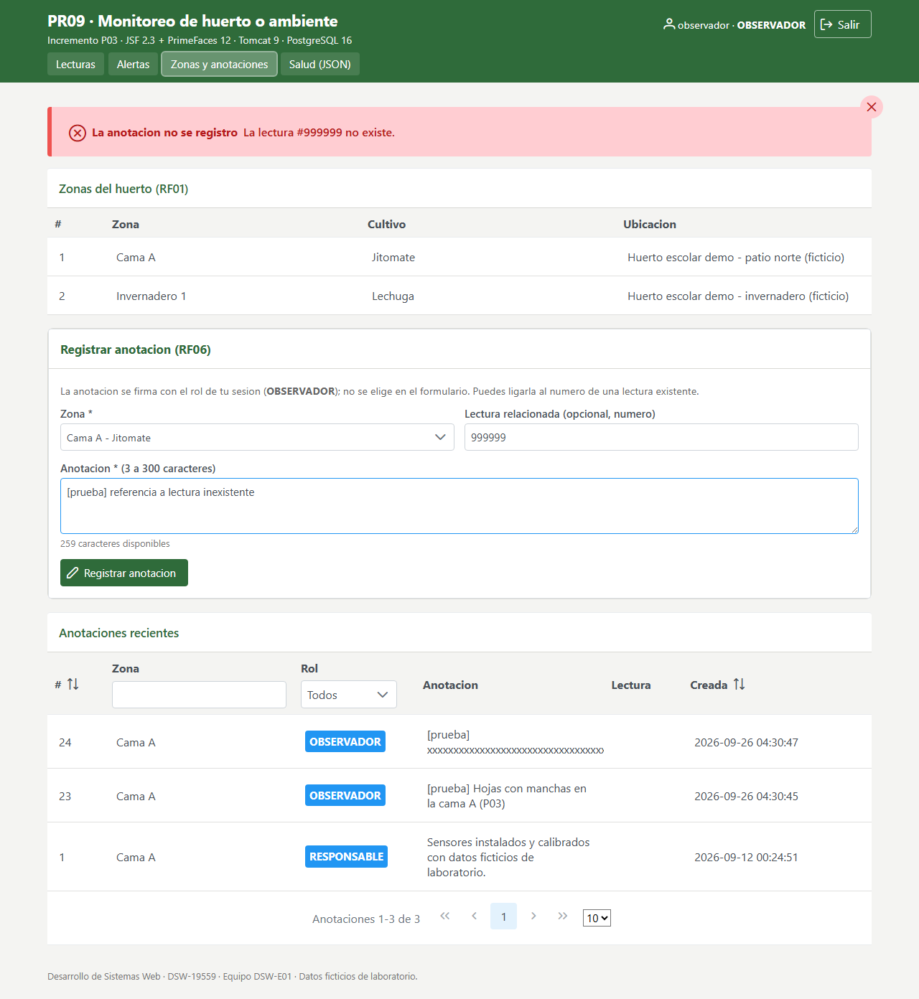 PR09 · Monitoreo de huerto o ambiente
Incremento P03 · JSF 2.3 + PrimeFaces 12 · Tomcat 9 · PostgreSQL 16
observador · OBSERVADOR
Salir
Lecturas
Alertas
Zonas y anotaciones
Salud (JSON)
La anotacion no se registro La lectura #999999 no existe.
Zonas del huerto (RF01)
# Zona Cultivo Ubicacion
1 Cama A Jitomate Huerto escolar demo - patio norte (ficticio)
2 Invernadero 1 Lechuga Huerto escolar demo - invernadero (ficticio)
Registrar anotacion (RF06)
La anotacion se firma con el rol de tu sesion (OBSERVADOR); no se elige en el formulario. Puedes ligarla al numero de una lectura existente.
Zona * Lectura relacionada (opcional, numero)
Cama A - Jitomate 999999
Anotacion * (3 a 300 caracteres)
[prueba] referencia a lectura inexistente
259 caracteres disponibles
Registrar anotacion
Anotaciones recientes
# Zona Rol Anotacion Lectura Creada
Todos
24 Cama A OBSERVADOR [prueba] 2026-09-26 04:30:47
23 Cama A OBSERVADOR [prueba] Hojas con manchas en
la cama A (P03) 2026-09-26 04:30:45
1 Cama A RESPONSABLE Sensores instalados y calibrados
con datos ficticios de
laboratorio. 2026-09-12 00:24:51
Anotaciones 1-3 de 3 1 10
Desarrollo de Sistemas Web · DSW-19559 · Equipo DSW-E01 · Datos ficticios de laboratorio.